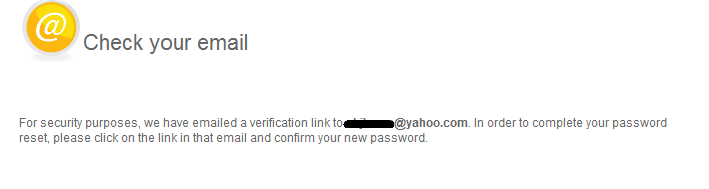 @
Check your email
For security purposes, we have emailed a verification link to @yahoo.com. In order to complete your password
reset, please click on the link in that email and confirm your new password.